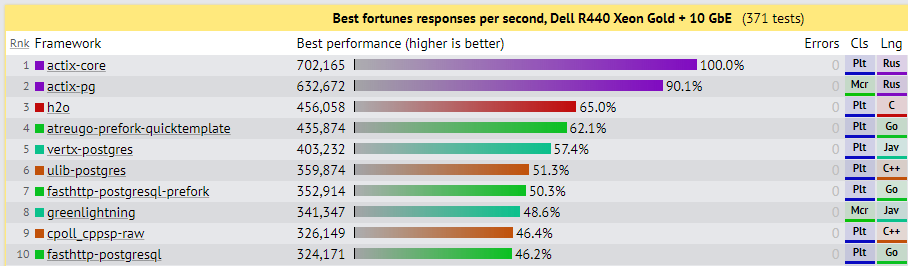 Best fortunes responses per second, Dell R440 Xeon Gold + 10 GbE (371 tests)
Rnk Framework Best performance (higher is better) Errors Cls Lng
1 actix-core 702,165 100.0% 0 Plt Rus
2 actix-pg 632,672 90.1% 0 Mcr Rus
3 h2o 456,058 65.0% 0 Plt C
4 atreugo-prefork-quicktemplate 435,874 62.1% 0 Plt Go
5 vertx-postgres 403,232 57.4% 0 Plt Jav
6 ulib-postgres 359,874 51.3% 0 Plt C++
7 fasthttp-postgresql-prefork 352,914 50.3% 0 Plt Go
8 greenlightning 341,347 48.6% 0 Mcr Jav
9 cpoll_cppsp-raw 326,149 46.4% 0 Plt C++
10 fasthttp-postgresql 324,171 46.2% 0 Plt Go